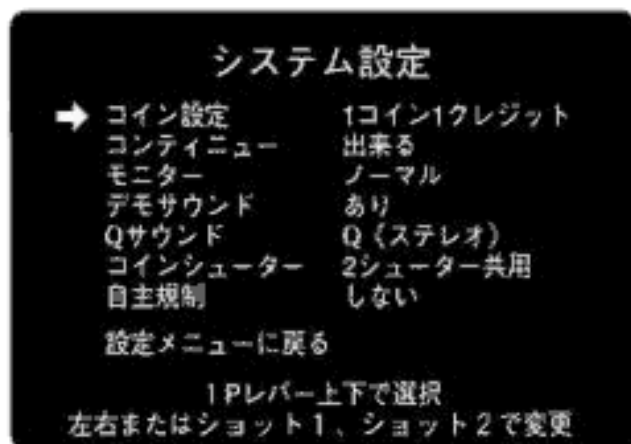 システム設定
コイン設定 1コイン1クレジット
コンティニュー 出来る
モニター ノーマル
デモサウンド あり
Qサウンド Q(ステレオ)
コインシューター 2シューター共用
自主規制 しない
設定メニューに戻る
1Pレバー上下で選択
左右またはショット1、ショット2で変更